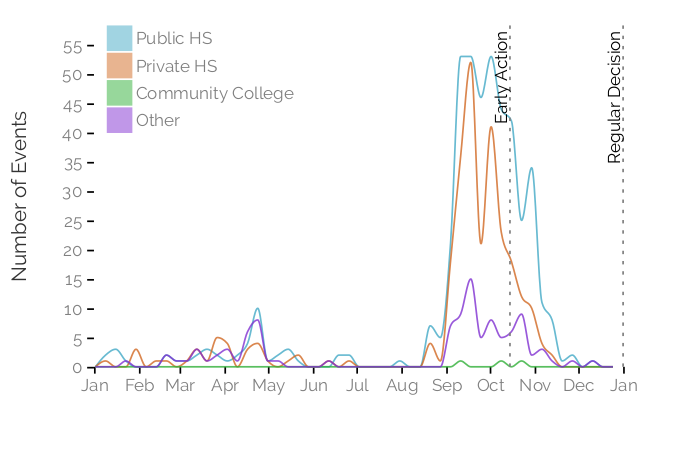 Public HS
Private HS
Community College
Other
Early Action
Regular Decision
Number of Events
55
50
45
40
35
30
25
20
15
10
5
0
Jan Feb Mar Apr May Jun Jul Aug Sep Oct Nov Dec Jan